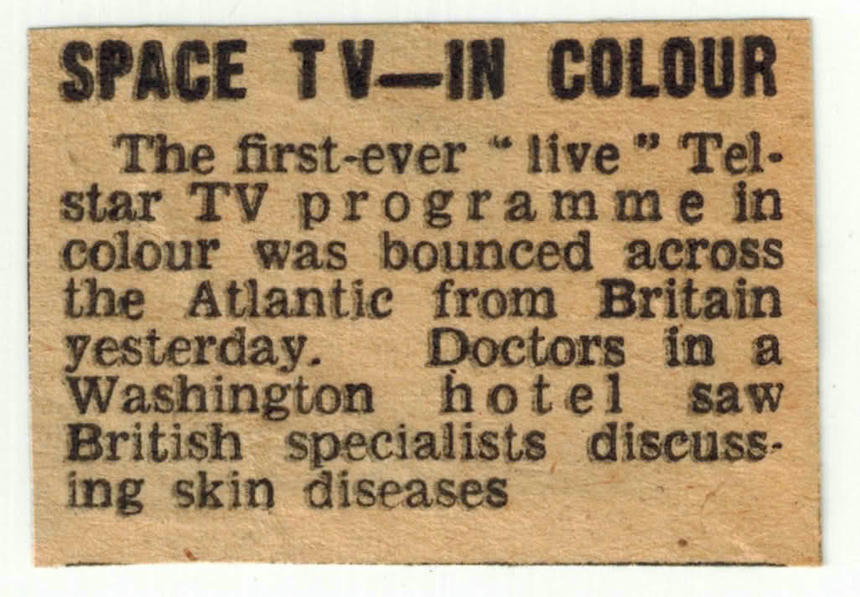 SPACE TV—IN COLOUR
The first-ever “ live ” Tel-
star TV programme in
colour was bounced across
the Atlantic from Britain
yesterday. Doctors in a
Washington hotel saw
British specialists discuss-
ing skin diseases